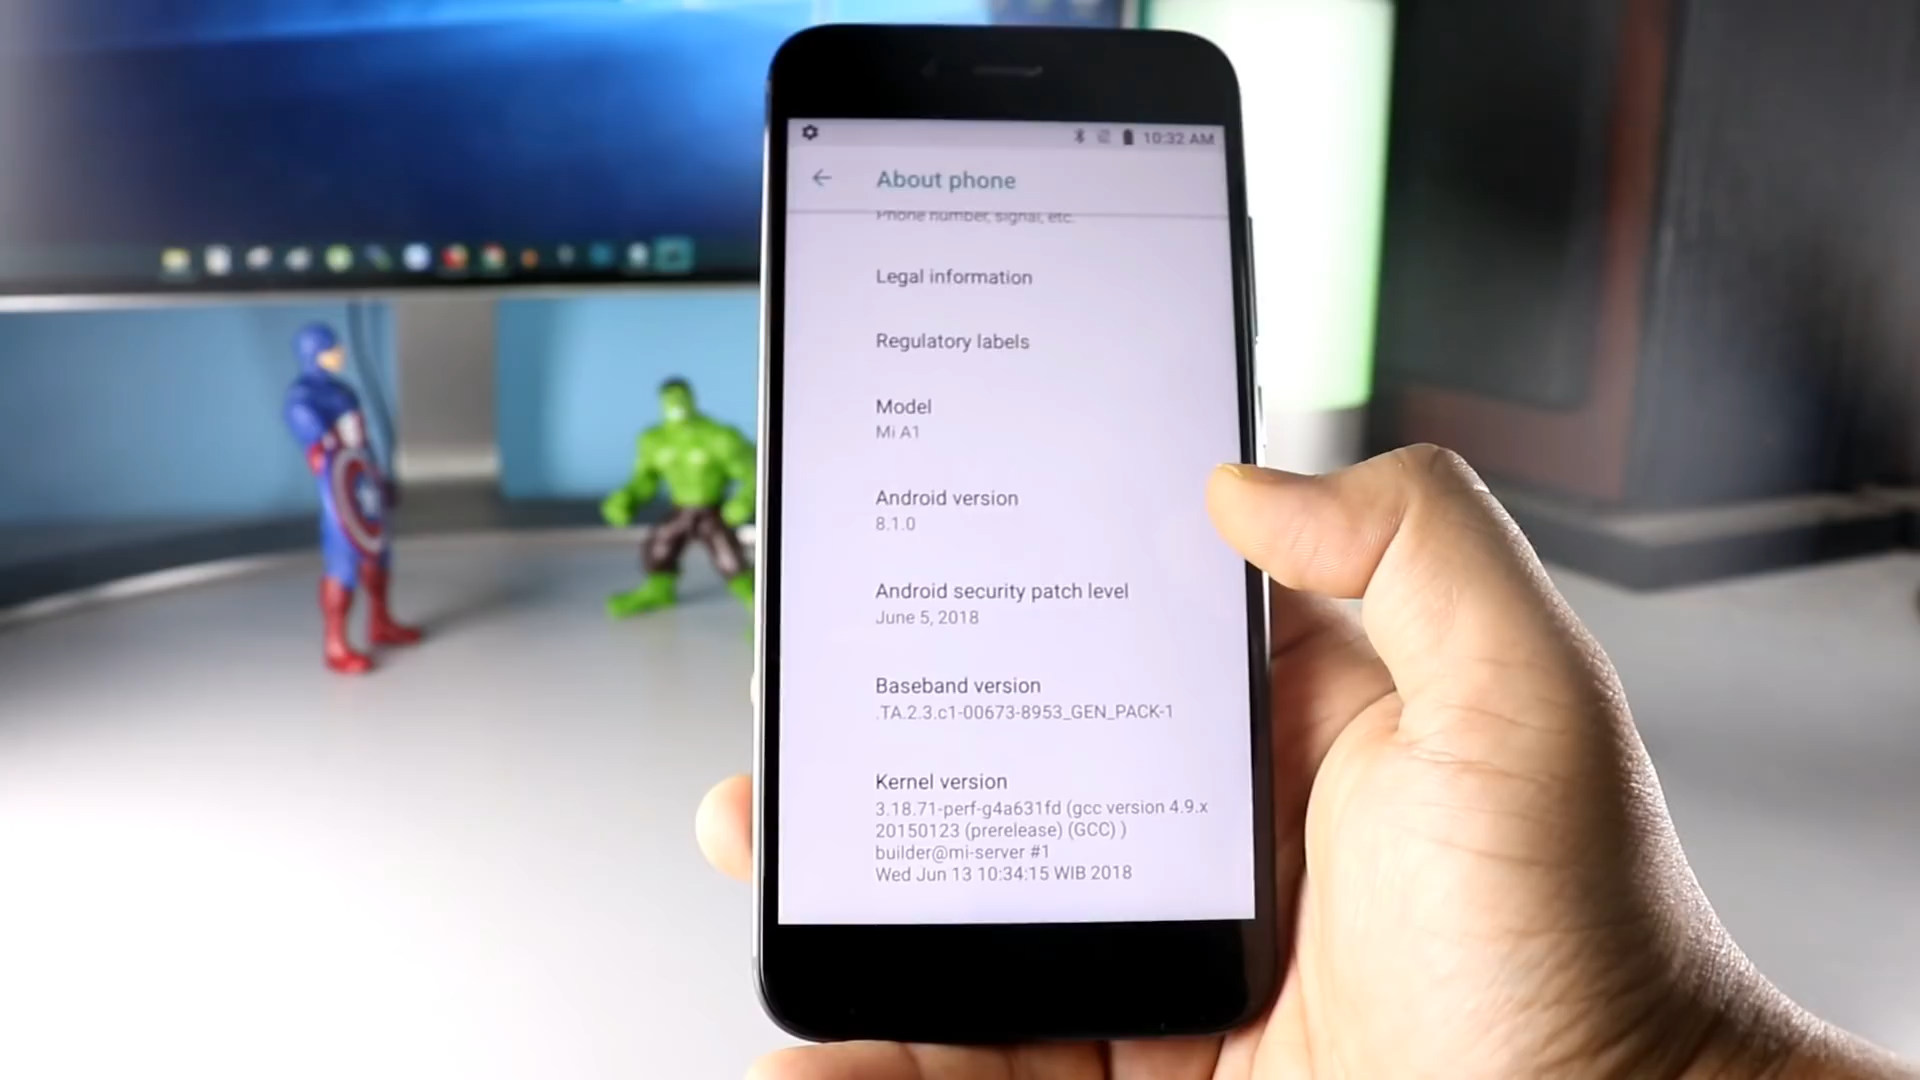 10:32 AM
About phone
Phone number, signal, etc.
Legal information
Regulatory labels
Model
Mi A1
Android version
8.1.0
Android security patch level
June 5, 2018
Baseband version
.TA.2.3.c1-00673-8953_GEN_PACK-1
Kernel version
3.18.71-perf-g4a631fd (gcc version 4.9.x
20150123 (prerelease) (GCC) )
builder@mi-server #1
Wed Jun 13 10:34:15 WIB 2018